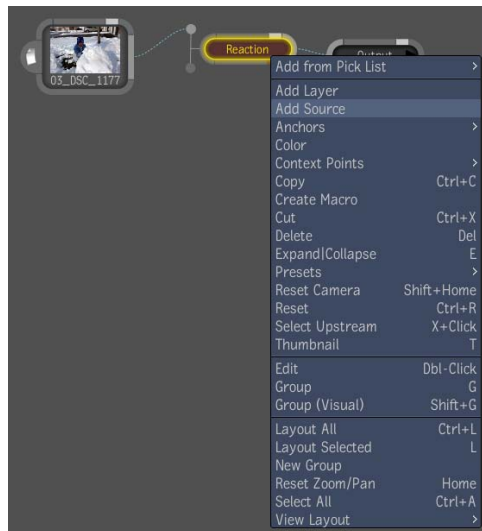 03_DSC_1177
Reaction
Output
Add from Pick List >
Add Layer
Add Source
Anchors >
Color
Context Points >
Copy Ctrl+C
Create Macro
Cut Ctrl+X
Delete Del
Expand|Collapse E
Presets >
Reset Camera Shift+Home
Reset Ctrl+R
Select Upstream X+Click
Thumbnail T
Edit Dbl-Click
Group G
Group (Visual) Shift+G
Layout All Ctrl+L
Layout Selected L
New Group
Reset Zoom/Pan Home
Select All Ctrl+A
View Layout >